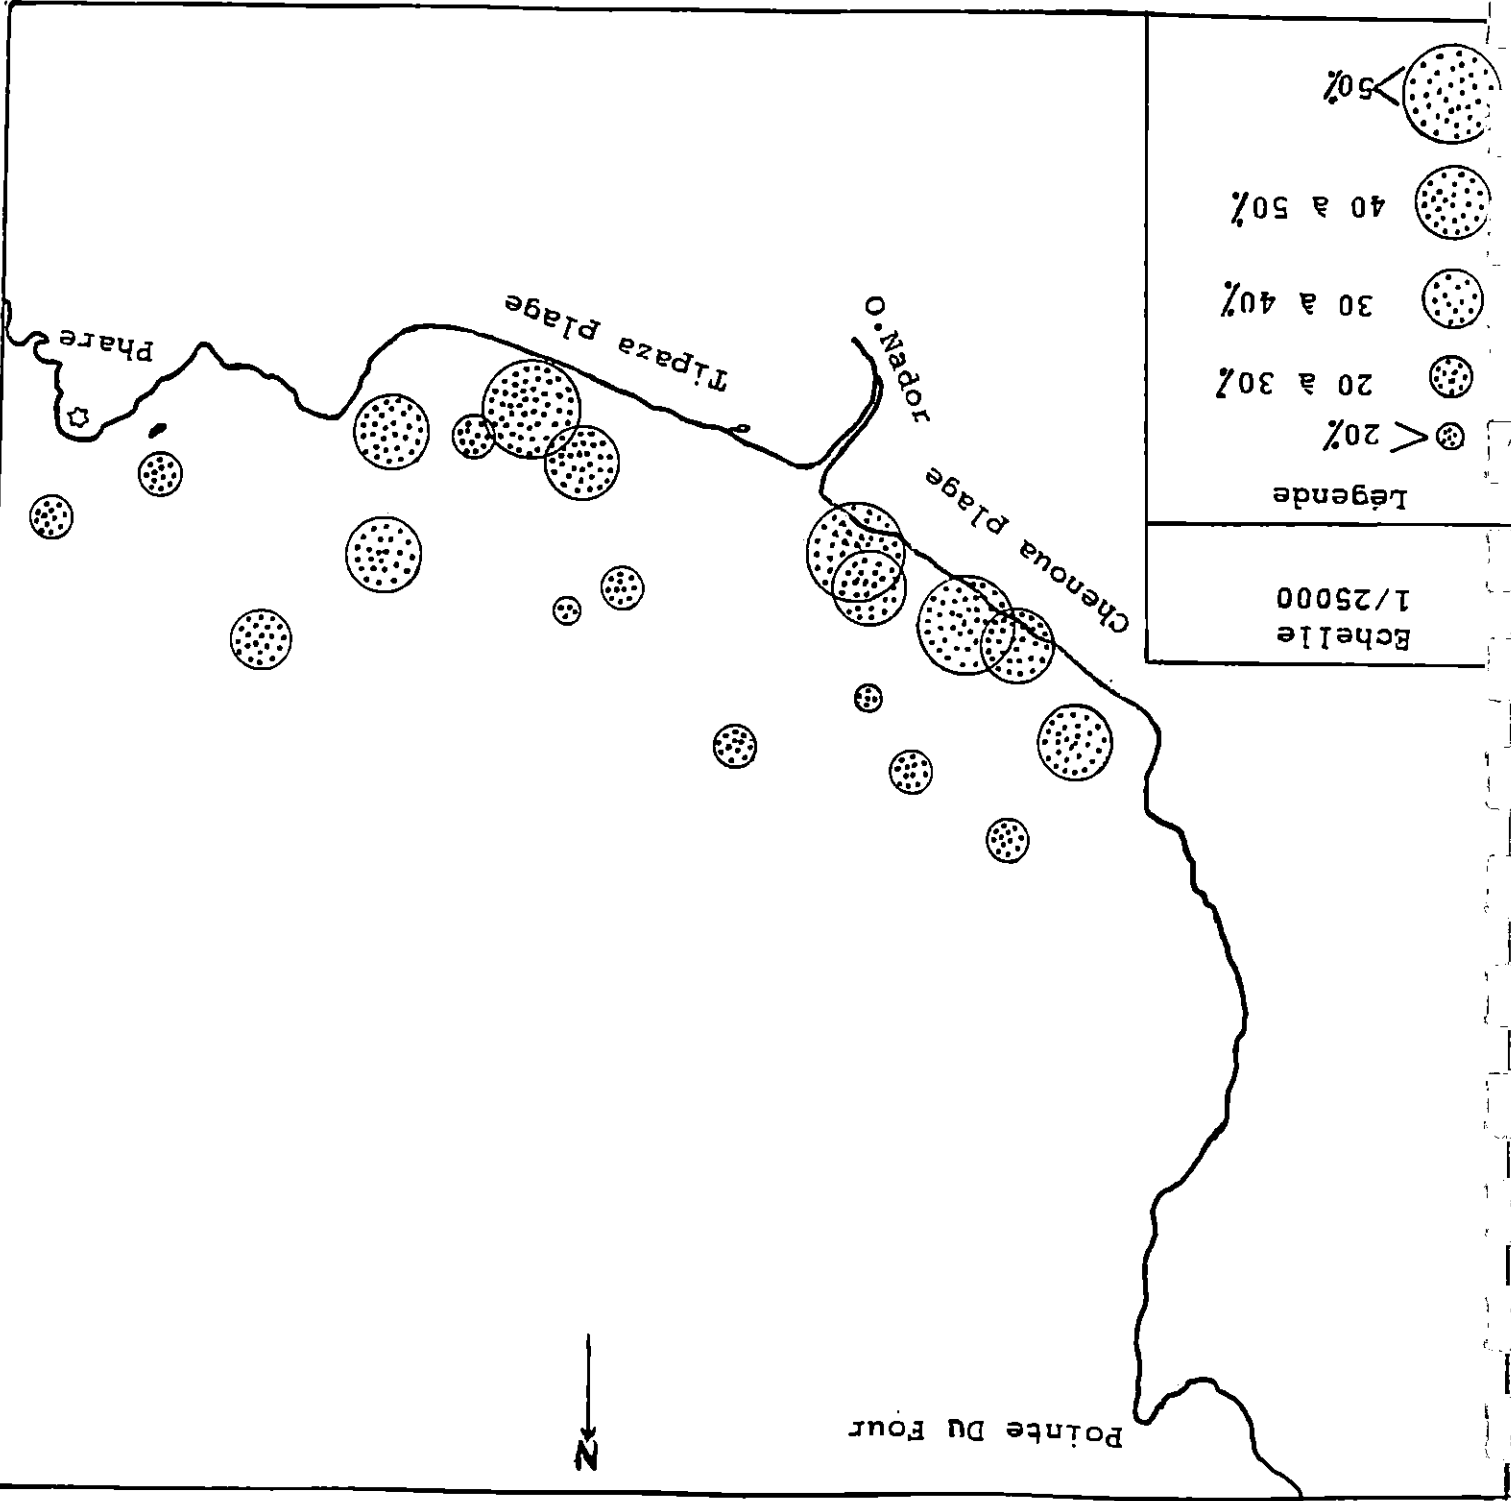 Pointe Du Four
N
Echelle
1/25000
Légende
< 20%
20 à 30%
30 à 40%
40 à 50%
>50%
Chenoua plage
O.Nador
Tipaza plage
Phare